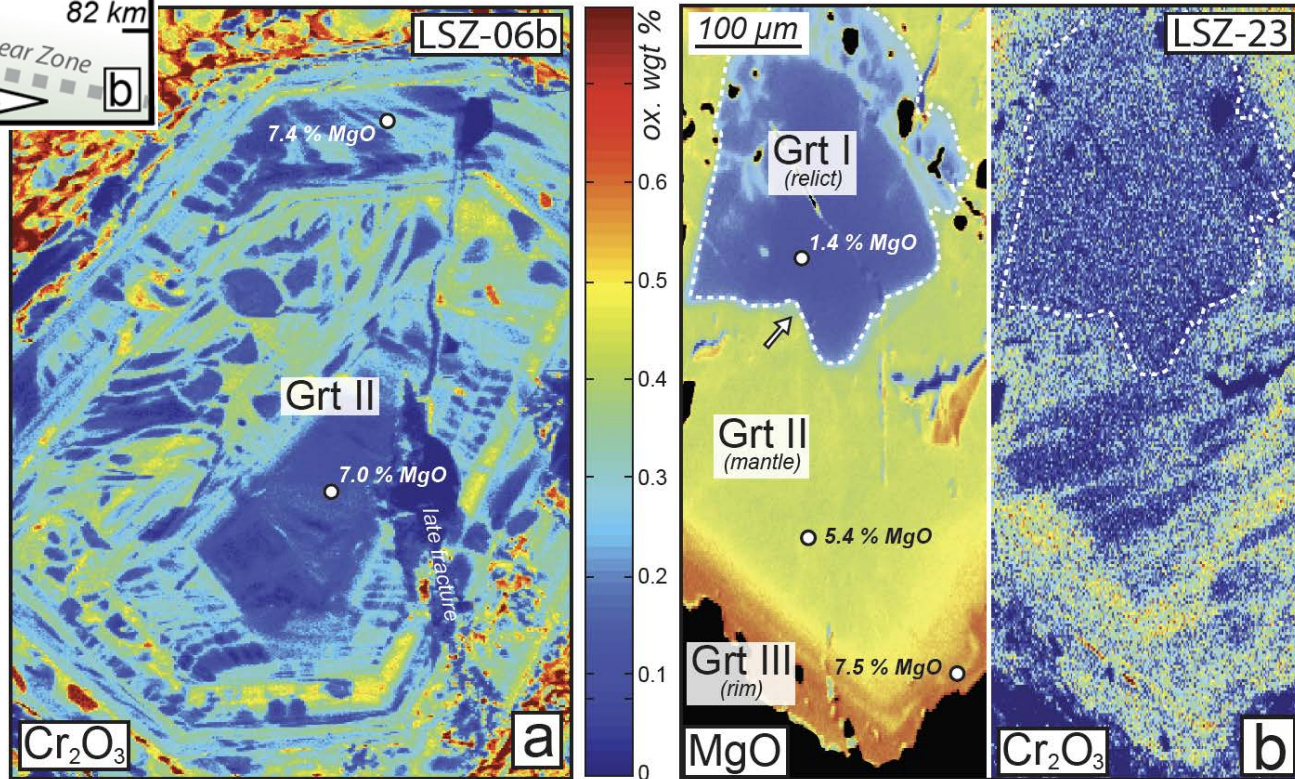 82 km
ear Zone
b
LSZ-06b
7.4 % MgO
Grt II
7.0 % MgO
late fracture
Cr₂O₃
a
ox. wgt %
0.6
0.5
0.4
0.3
0.2
0.1
0
100 µm
Grt I
(relict)
1.4 % MgO
Grt II
(mantle)
5.4 % MgO
Grt III
(rim)
7.5 % MgO
MgO
LSZ-23
Cr₂O₃
b